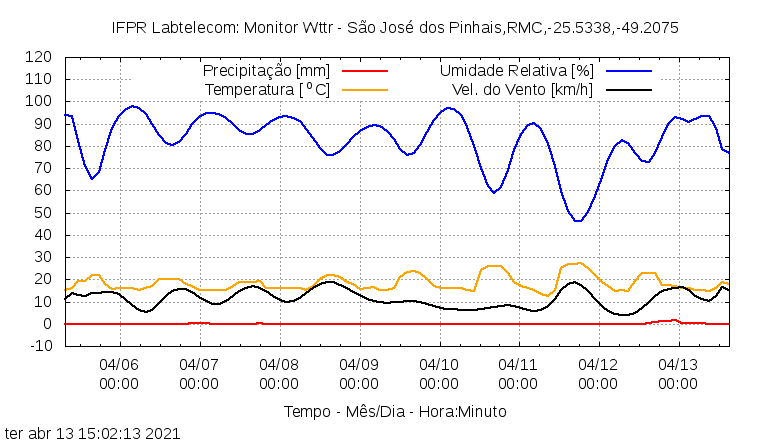 IFPR Labtelecom: Monitor Wttr - São José dos Pinhais,RMC,-25.5338,-49.2075
120
110
100
90
80
70
60
50
40
30
20
10
0
-10
Precipitação [mm]
Temperatura [⁰C]
Umidade Relativa [%]
Vel. do Vento [km/h]
04/06 04/07 04/08 04/09 04/10 04/11 04/12 04/13
00:00 00:00 00:00 00:00 00:00 00:00 00:00 00:00
Tempo - Mês/Dia - Hora:Minuto
ter abr 13 15:02:13 2021